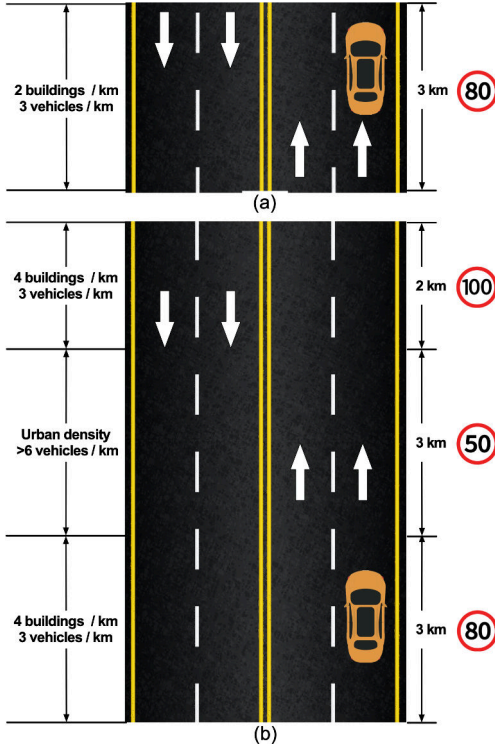 2 buildings / km
3 vehicles / km
3 km
80
(a)
4 buildings / km
3 vehicles / km
2 km
100
Urban density
>6 vehicles / km
3 km
50
4 buildings / km
3 vehicles / km
3 km
80
(b)